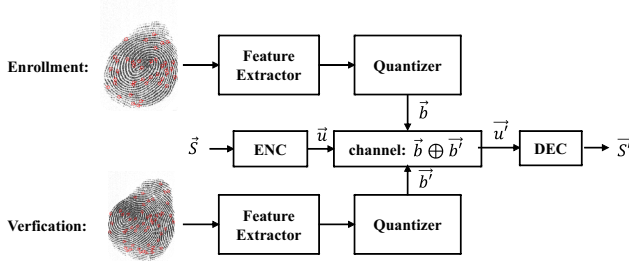 Enrollment:
Feature
Extractor
Quantizer
b⃗
S⃗
ENC
u⃗
channel: b⃗ ⊕ b'⃗
u'⃗
DEC
S'⃗
b'⃗
Verfication:
Feature
Extractor
Quantizer